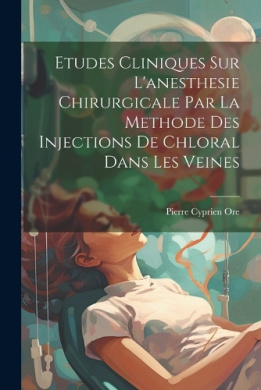 Etudes Cliniques Sur
L'anesthesie
Chirurgicale Par La
Methode Des
Injections De Chloral
Dans Les Veines
Pierre Cyprien Ore